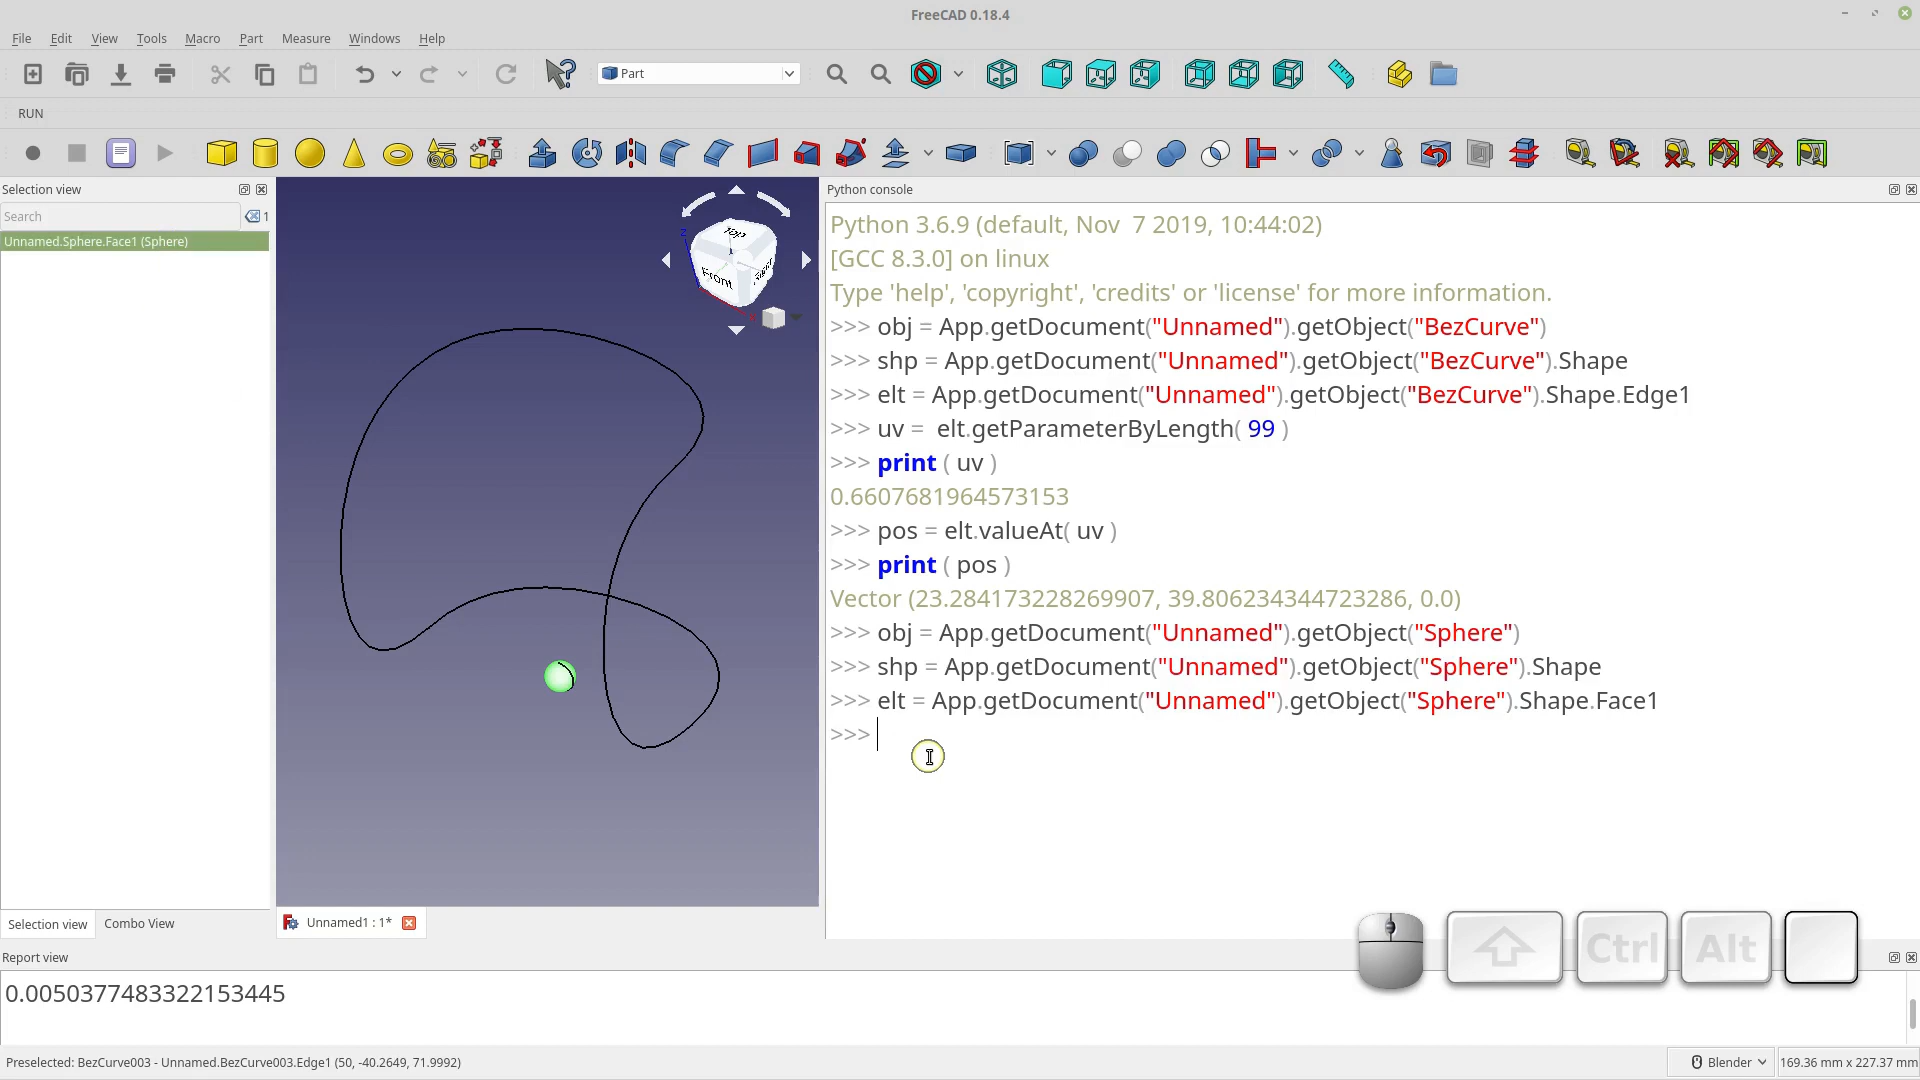 FreeCAD 0.18.4
File Edit View Tools Macro Part Measure Windows Help
Part
RUN
Selection view
Search
1
Unnamed.Sphere.Face1 (Sphere)
Top
Front
Z
Python console
Python 3.6.9 (default, Nov  7 2019, 10:44:02)
[GCC 8.3.0] on linux
Type 'help', 'copyright', 'credits' or 'license' for more information.
>>> obj = App.getDocument("Unnamed").getObject("BezCurve")
>>> shp = App.getDocument("Unnamed").getObject("BezCurve").Shape
>>> elt = App.getDocument("Unnamed").getObject("BezCurve").Shape.Edge1
>>> uv =  elt.getParameterByLength( 99 )
>>> print ( uv )
0.6607681964573153
>>> pos = elt.valueAt( uv )
>>> print ( pos )
Vector (23.284173228269907, 39.806234344723286, 0.0)
>>> obj = App.getDocument("Unnamed").getObject("Sphere")
>>> shp = App.getDocument("Unnamed").getObject("Sphere").Shape
>>> elt = App.getDocument("Unnamed").getObject("Sphere").Shape.Face1
>>>
Selection view Combo View
Unnamed1 : 1*
Ctrl Alt
Report view
0.0050377483322153445
Preselected: BezCurve003 - Unnamed.BezCurve003.Edge1 (50, -40.2649, 71.9992)
Blender
169.36 mm x 227.37 mm